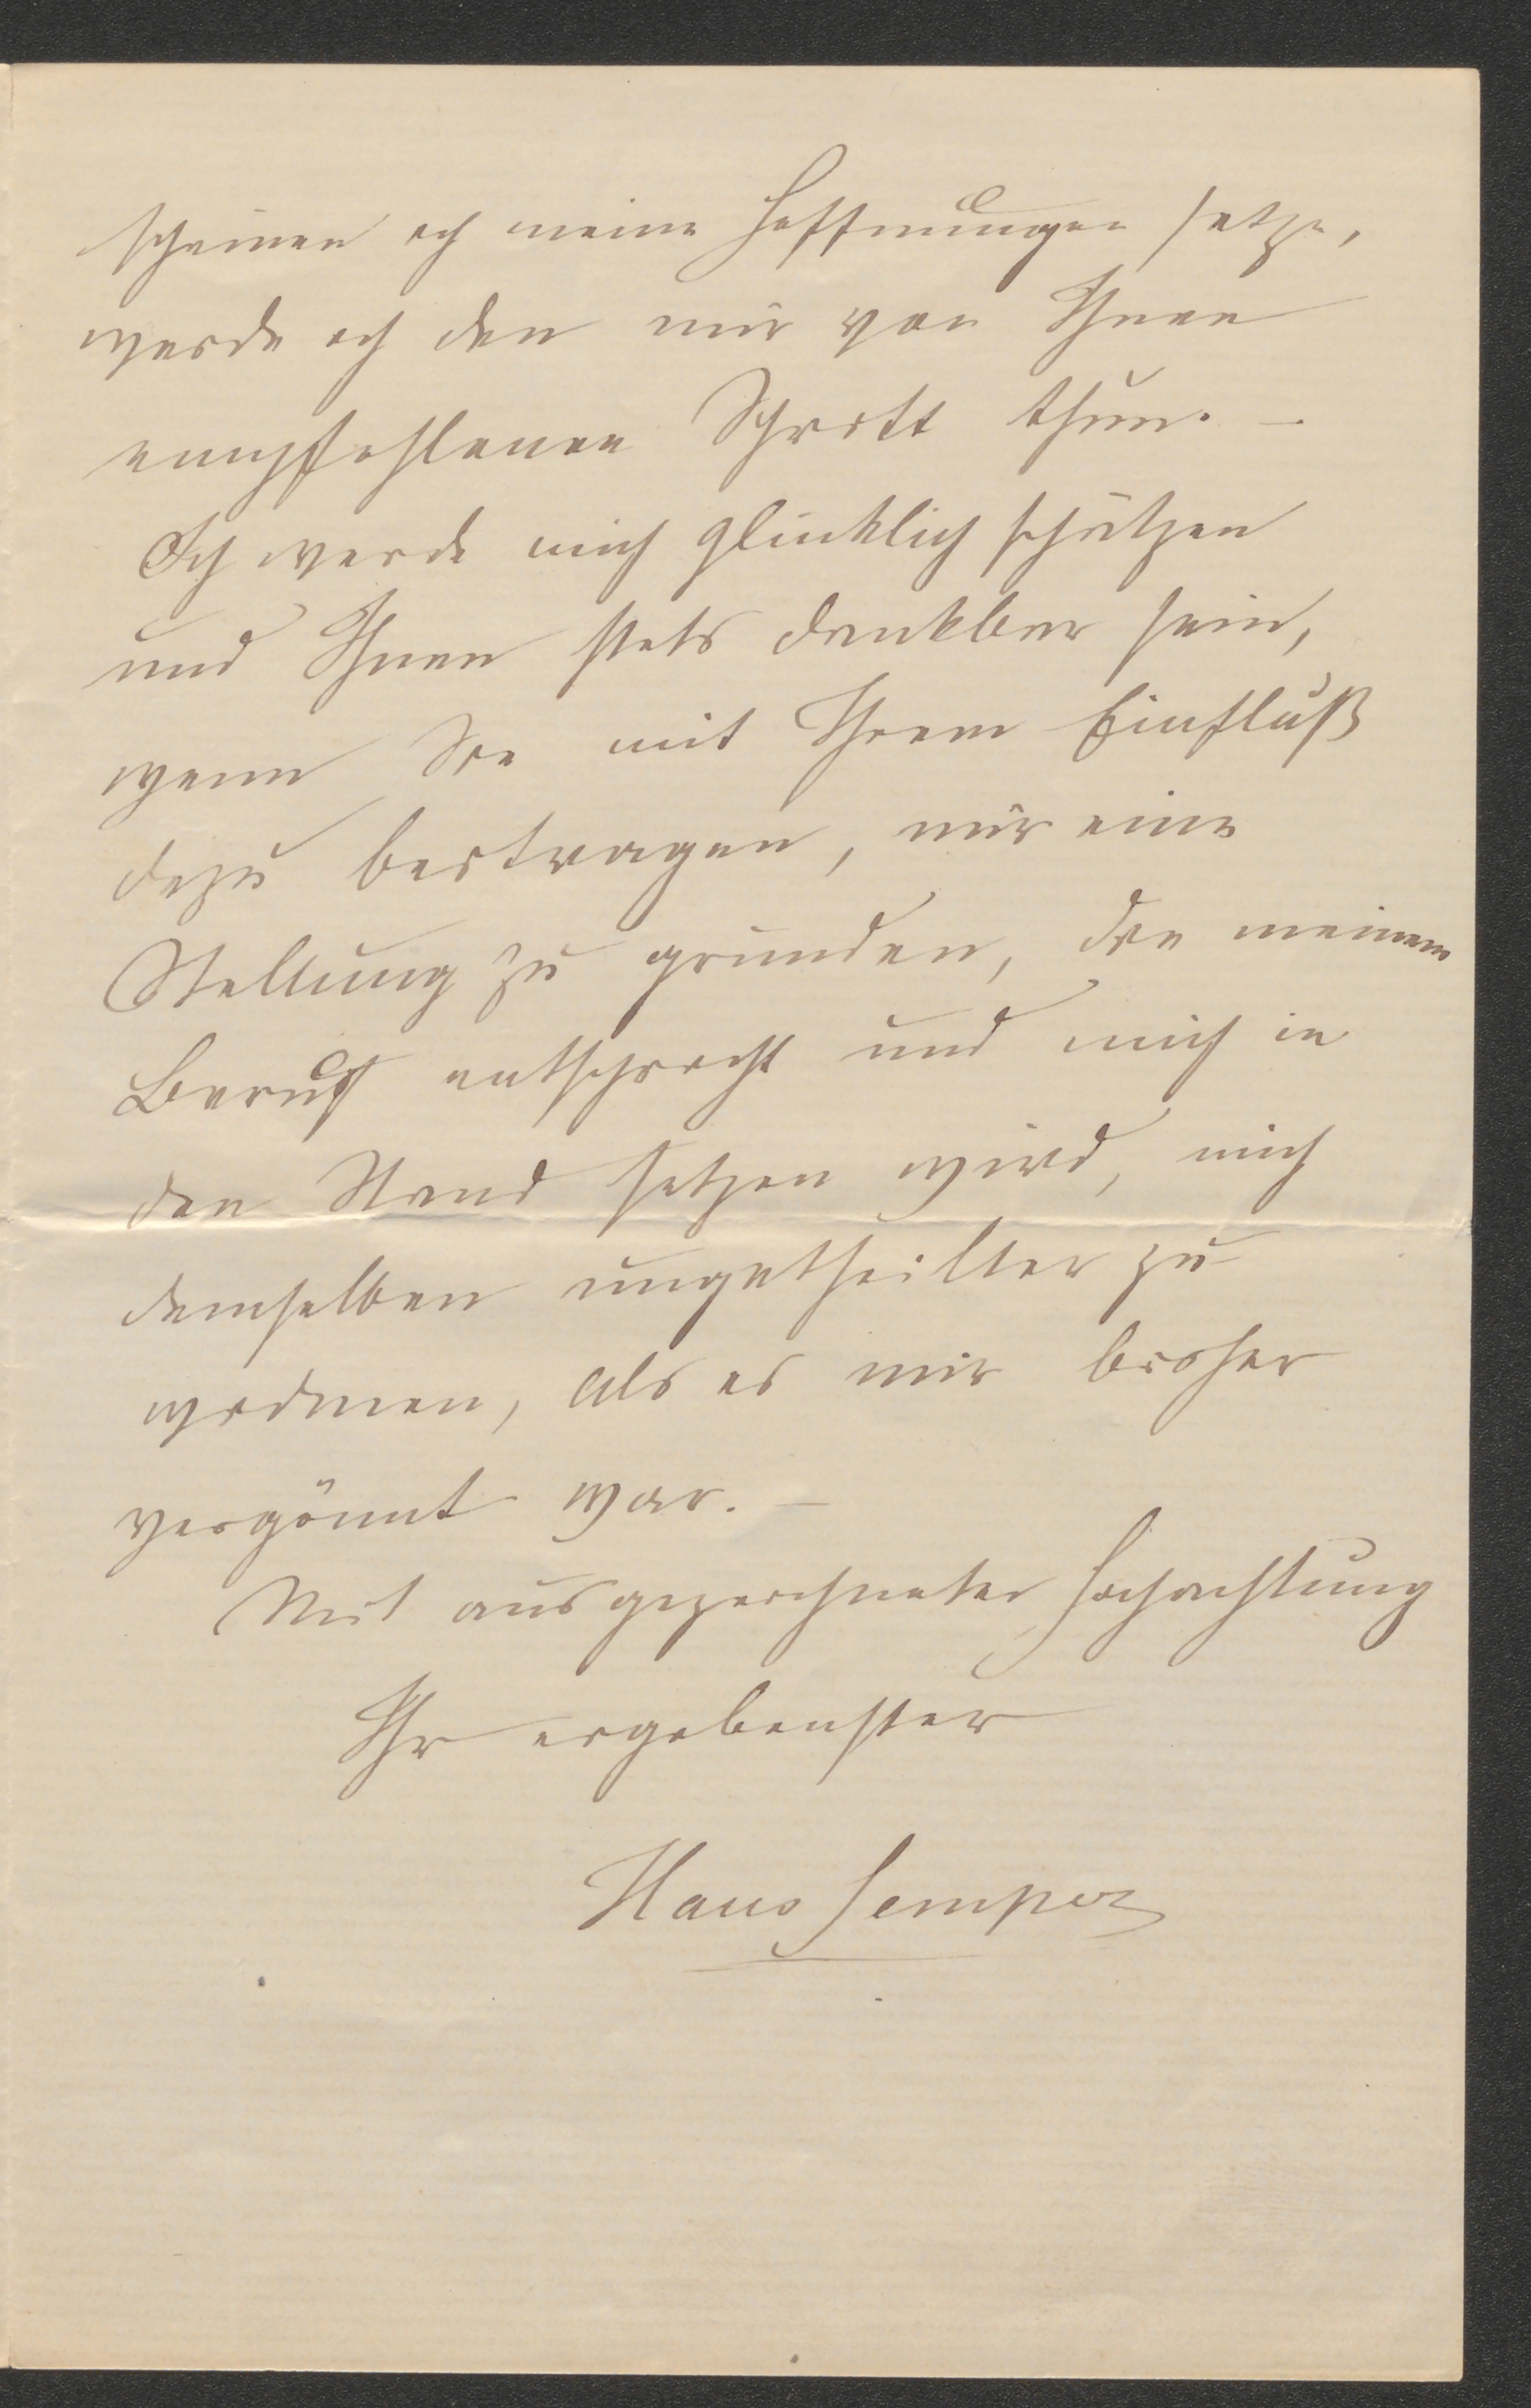 scheinen ich meine Hoffnungen setze,
werde ich den mir von Ihnen
empfohlenen Schritt thun. –
Ich werde mich glücklich schätzen
und Ihnen stets dankbar sein,
wenn Sie mit Ihrem Einfluß
dazu beitragen, mir eine
Stellung zu gründen, die meinem
Beruf entspricht und mich in
den Stand setzen wird, mich
demselben ungetheilter zu
widmen, als es mir bisher
vergönnt war. –
Mit ausgezeichneter Hochachtung
Ihr ergebenster
Hans Semper